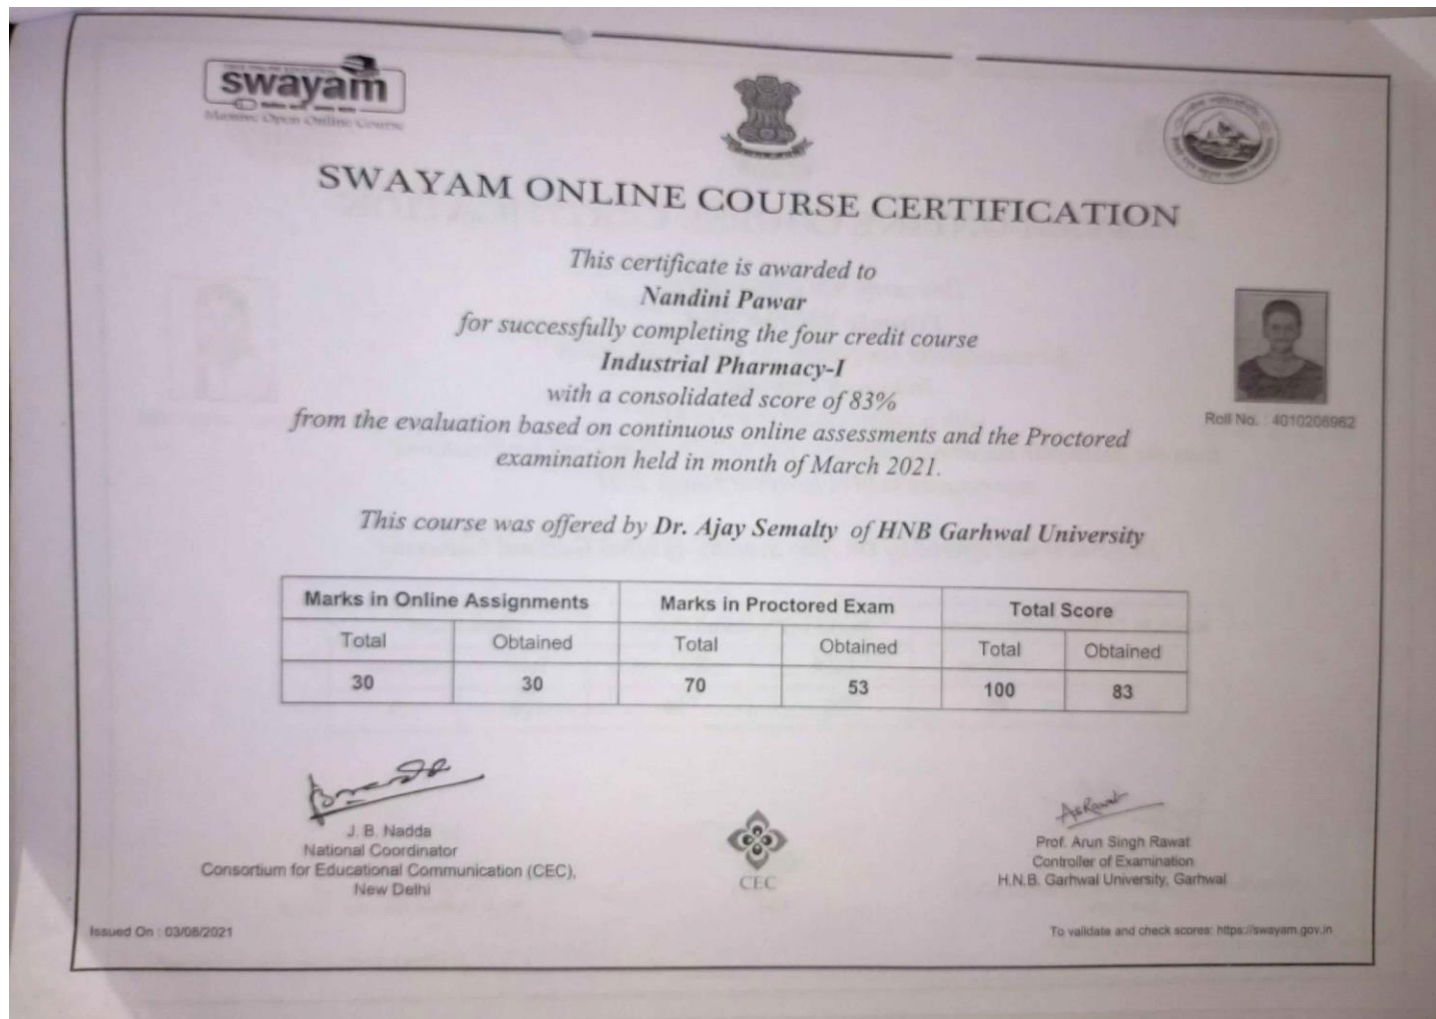 swayam
Massive Open Online Course
SWAYAM ONLINE COURSE CERTIFICATION
This certificate is awarded to
Nandini Pawar
for successfully completing the four credit course
Industrial Pharmacy-I
with a consolidated score of 83%
from the evaluation based on continuous online assessments and the Proctored
examination held in month of March 2021.
Roll No. : 4010206962
This course was offered by Dr. Ajay Semalty of HNB Garhwal University
Marks in Online Assignments Marks in Proctored Exam Total Score
Total Obtained Total Obtained Total Obtained
30 30 70 53 100 83
J. B. Nadda
National Coordinator
Consortium for Educational Communication (CEC),
New Delhi
CEC
AsRawat
Prof. Arun Singh Rawat
Controller of Examination
H.N.B. Garhwal University, Garhwal
Issued On : 03/08/2021
To validate and check scores: https://swayam.gov.in